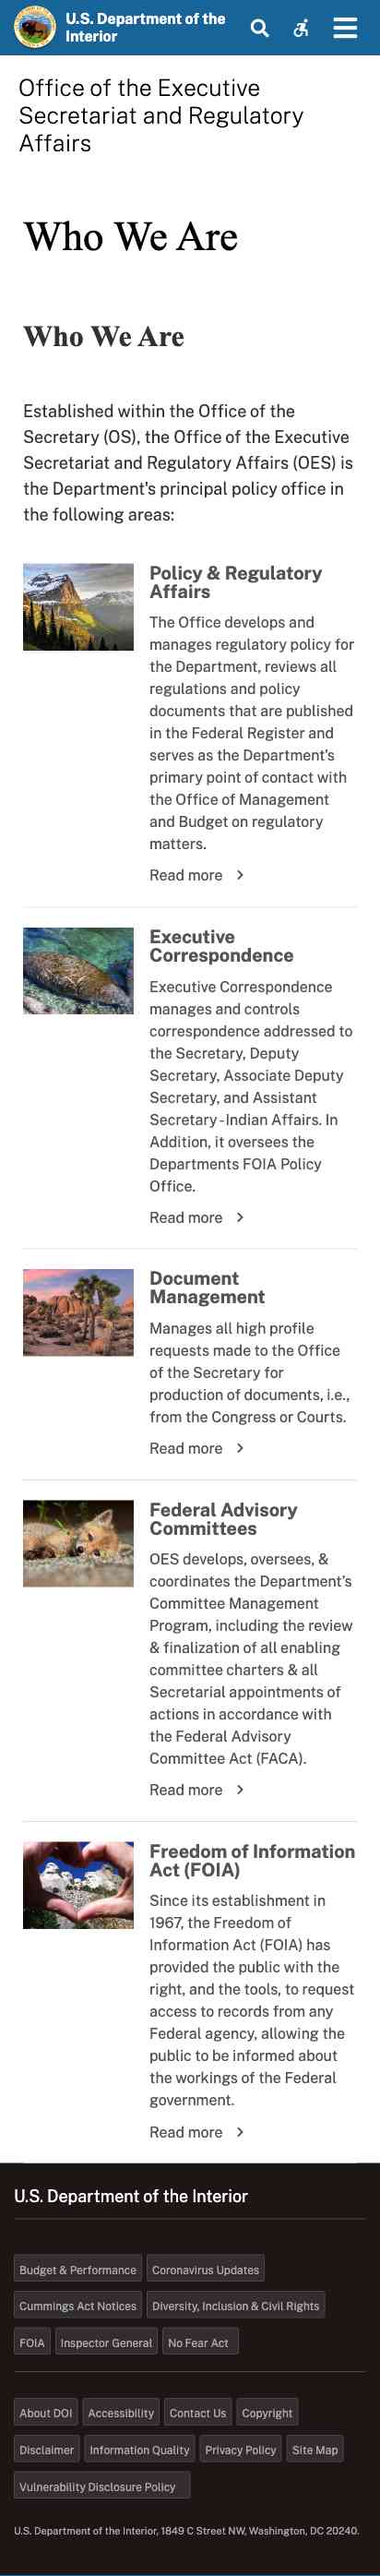 U.S. Department of the
Interior
Office of the Executive
Secretariat and Regulatory
Affairs
Who We Are
Who We Are
Established within the Office of the
Secretary (OS), the Office of the Executive
Secretariat and Regulatory Affairs (OES) is
the Department's principal policy office in
the following areas:
Policy & Regulatory
Affairs
The Office develops and
manages regulatory policy for
the Department, reviews all
regulations and policy
documents that are published
in the Federal Register and
serves as the Department's
primary point of contact with
the Office of Management
and Budget on regulatory
matters.
Read more
Executive
Correspondence
Executive Correspondence
manages and controls
correspondence addressed to
the Secretary, Deputy
Secretary, Associate Deputy
Secretary, and Assistant
Secretary-Indian Affairs. In
Addition, it oversees the
Departments FOIA Policy
Office.
Read more
Document
Management
Manages all high profile
requests made to the Office
of the Secretary for
production of documents, i.e.,
from the Congress or Courts.
Read more
Federal Advisory
Committees
OES develops, oversees, &
coordinates the Department's
Committee Management
Program, including the review
& finalization of all enabling
committee charters & all
Secretarial appointments of
actions in accordance with
the Federal Advisory
Committee Act (FACA).
Read more
Freedom of Information
Act (FOIA)
Since its establishment in
1967, the Freedom of
Information Act (FOIA) has
provided the public with the
right, and the tools, to request
access to records from any
Federal agency, allowing the
public to be informed about
the workings of the Federal
government.
Read more
U.S. Department of the Interior
Budget & Performance Coronavirus Updates
Cummings Act Notices Diversity, Inclusion & Civil Rights
FOIA Inspector General No Fear Act
About DOI Accessibility Contact Us Copyright
Disclaimer Information Quality Privacy Policy Site Map
Vulnerability Disclosure Policy
U.S. Department of the Interior, 1849 C Street NW, Washington, DC 20240.